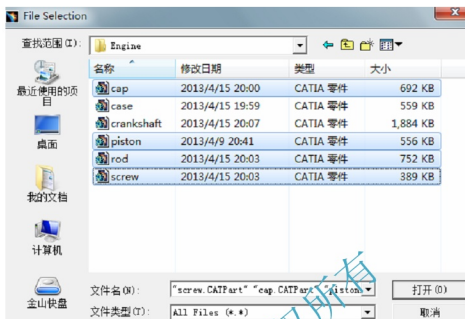 File Selection
查找范围(I): Engine
名称 修改日期 类型 大小
cap 2013/4/15 20:00 CATIA 零件 692 KB
case 2013/4/15 19:59 CATIA 零件 559 KB
crankshaft 2013/4/15 20:07 CATIA 零件 1,884 KB
piston 2013/4/9 20:41 CATIA 零件 556 KB
rod 2013/4/15 20:03 CATIA 零件 752 KB
screw 2013/4/15 20:03 CATIA 零件 389 KB
最近使用的项
目
桌面
我的文档
计算机
金山快盘
文件名(N): "screw.CATPart" "cap.CATPart" "piston 打开(O)
文件类型(T): All Files (*.*) 取消
所有